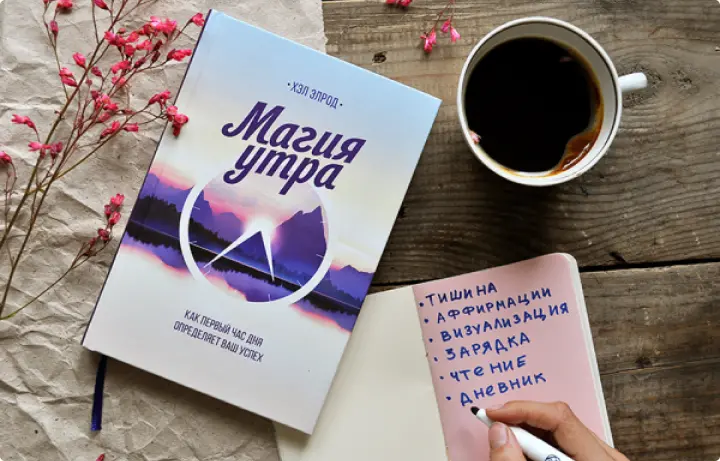 • ХЭЛ ЭЛРОД •
Магия
утра
КАК ПЕРВЫЙ ЧАС ДНЯ
ОПРЕДЕЛЯЕТ ВАШ УСПЕХ
• ТИШИНА
• АФФИРМАЦИИ
• ВИЗУАЛИЗАЦИЯ
• ЗАРЯДКА
• ЧТЕНИЕ
• ДНЕВНИК